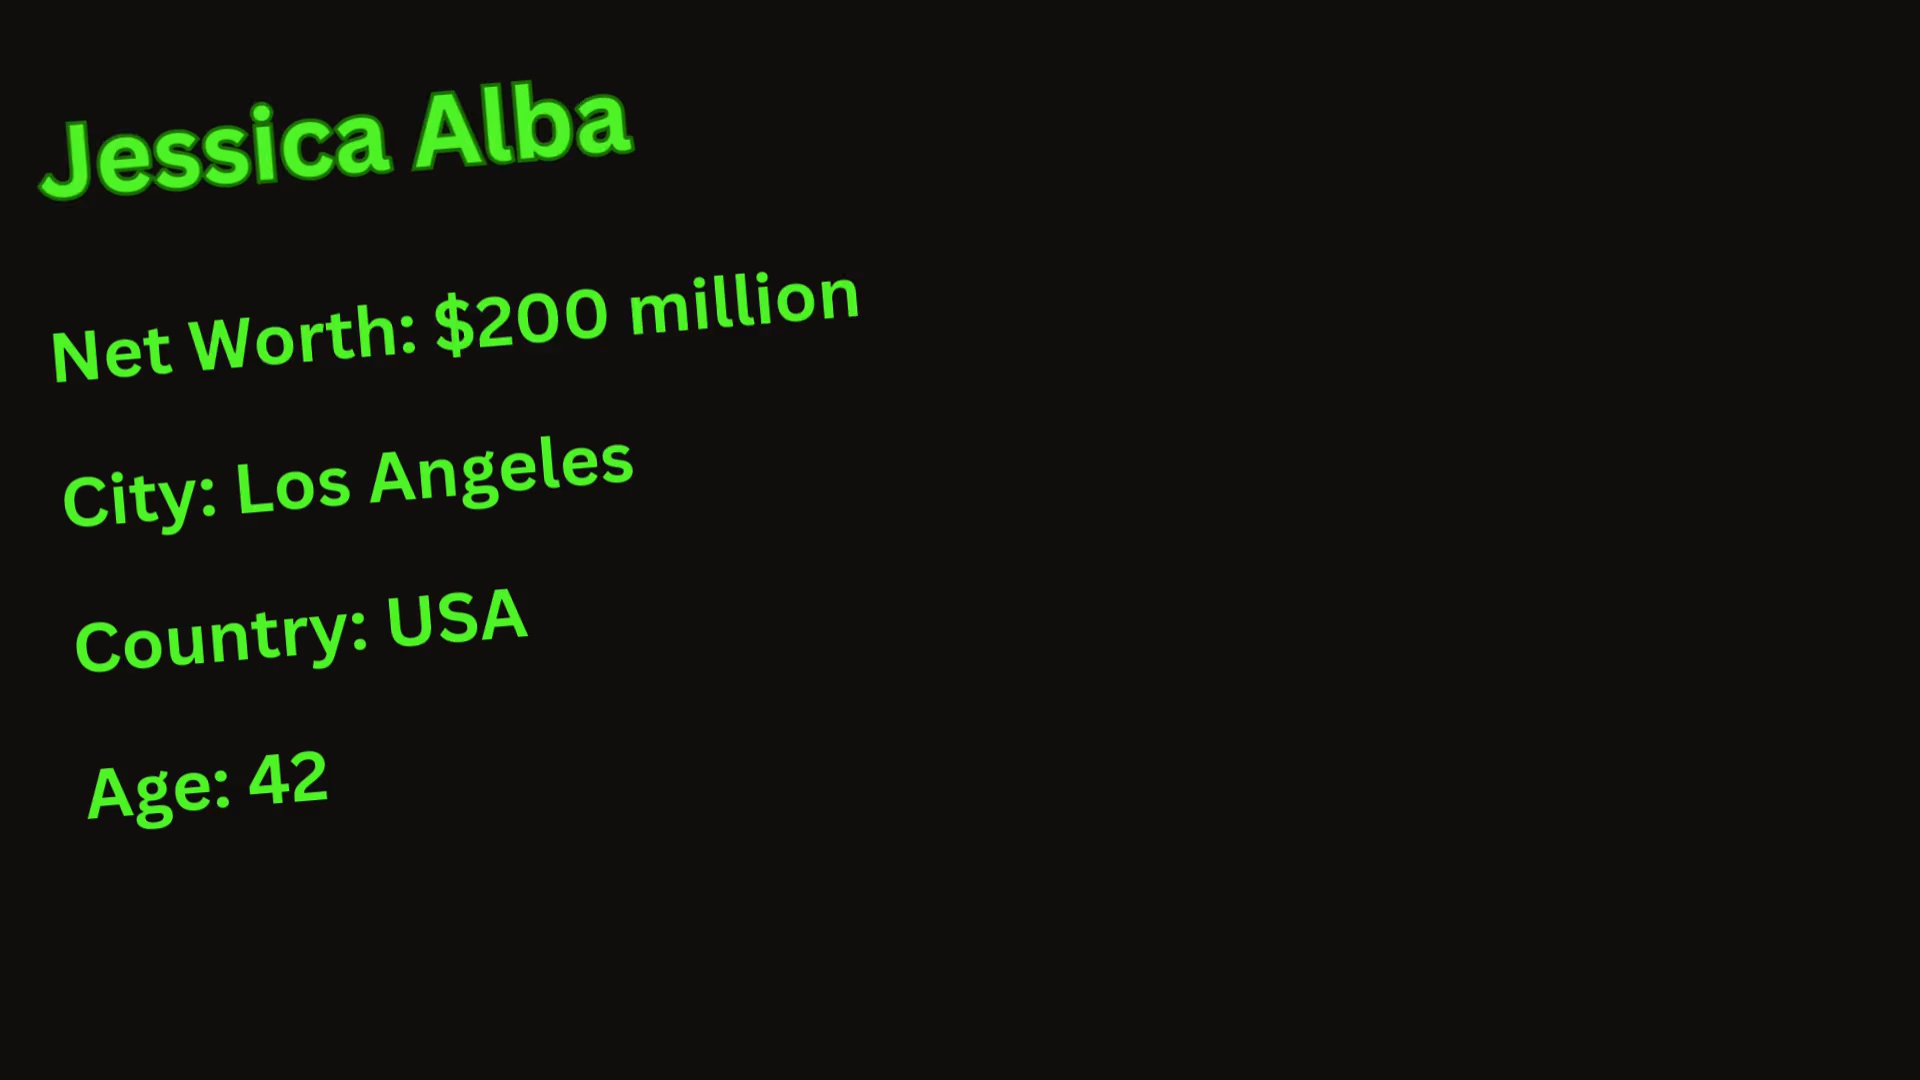 Jessica Alba
Net Worth: $200 million
City: Los Angeles
Country: USA
Age: 42